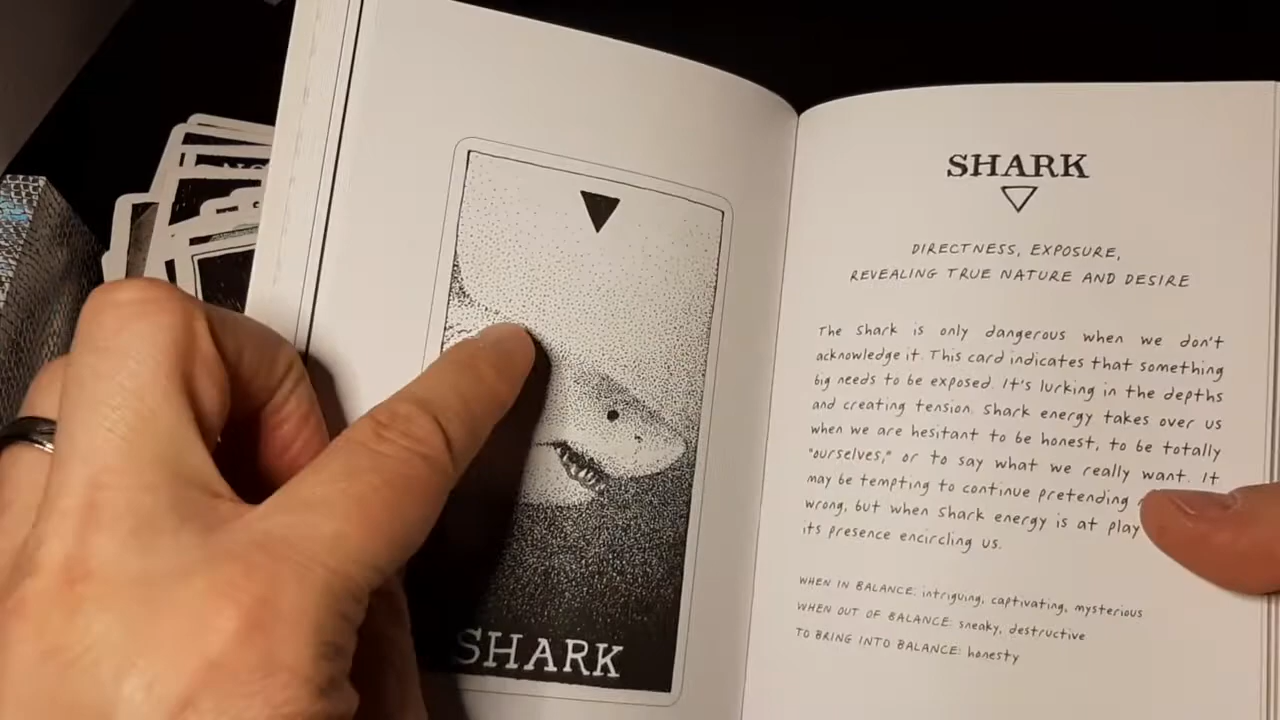 SHARK
SHARK
DIRECTNESS, EXPOSURE,
REVEALING TRUE NATURE AND DESIRE
The Shark is only dangerous when we don't
acknowledge it. This card indicates that something
big needs to be exposed. It's lurking in the depths
and creating tension. Shark energy takes over us
when we are hesitant to be honest, to be totally
"ourselves," or to say what we really want. It
may be tempting to continue pretending
wrong, but when Shark energy is at play
its presence encircling us.
WHEN IN BALANCE: intriguing, captivating, mysterious
WHEN OUT OF BALANCE: sneaky, destructive
TO BRING INTO BALANCE: honesty